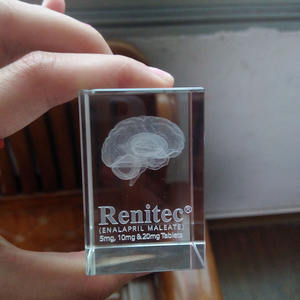 Renitec®
(ENALAPRIL MALEATE)
5mg, 10mg & 20mg Tablets